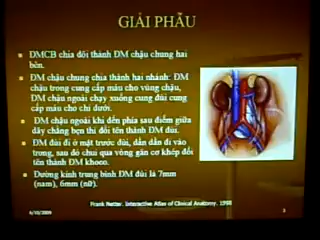 GIẢI PHẪU
ĐMCB chia đôi thành ĐM chậu chung hai
bên.
ĐM chậu chung chia thành hai nhánh: ĐM
chậu trong cung cấp máu cho vùng chậu,
ĐM chậu ngoài chạy xuống cung đùi cung
cấp máu cho chi dưới.
ĐM chậu ngoài khi đến phía sau điểm giữa
dây chằng bẹn thì đổi tên thành ĐM đùi.
ĐM đùi đi ở mặt trước đùi, dần dần đi vào
trong, sau đó chui qua vòng gân cơ khép đổi
tên thành ĐM khoeo.
Đường kính trung bình ĐM đùi là 7mm
(nam), 6mm (nữ).
Frank Netter. Interactive Atlas of Clinical Anatomy. 1998
6/10/2009
3